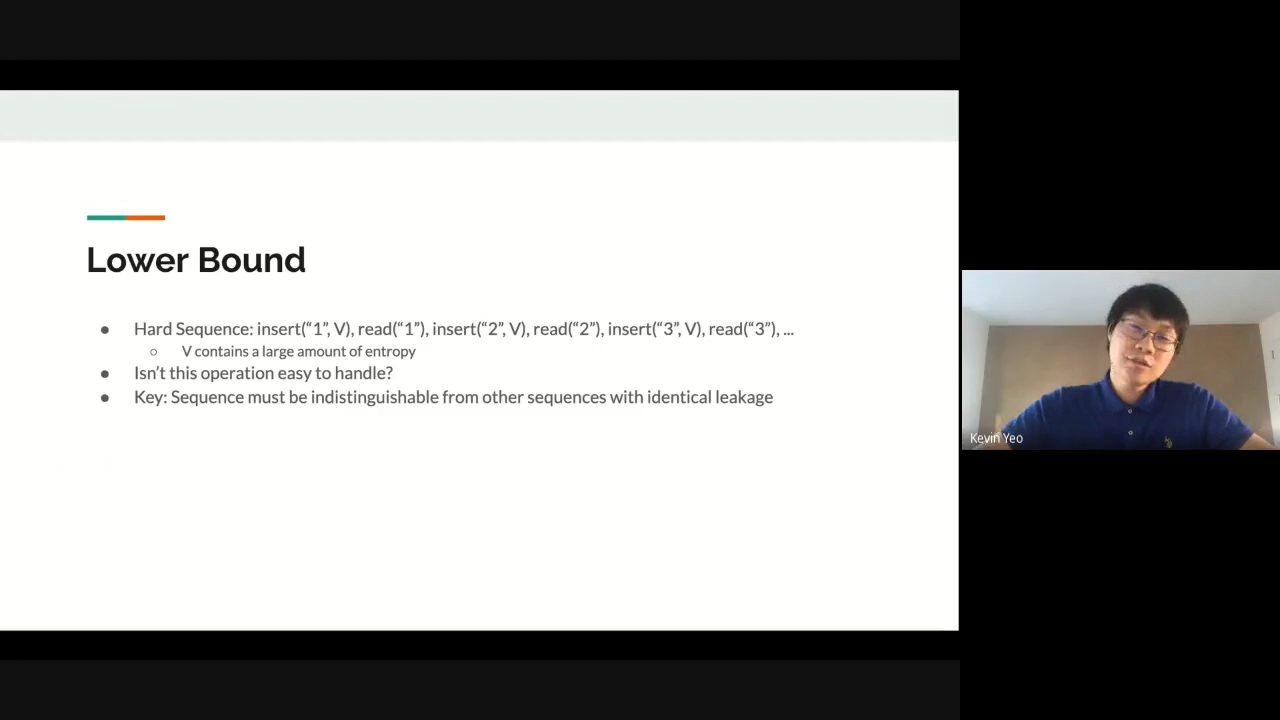 Lower Bound
● Hard Sequence: insert(“1”, V), read(“1”), insert(“2”, V), read(“2”), insert(“3”, V), read(“3”), ...
○ V contains a large amount of entropy
● Isn’t this operation easy to handle?
● Key: Sequence must be indistinguishable from other sequences with identical leakage
Kevin Yeo